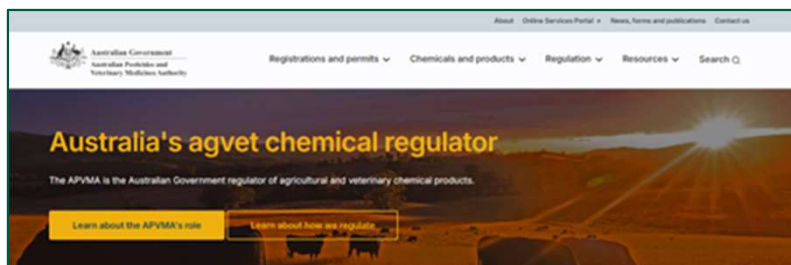 About Online Services Portal News, forms and publications Contact us
Australian Government
Australian Pesticides and
Veterinary Medicines Authority
Registrations and permits Chemicals and products Regulation Resources Search
Australia's agvet chemical regulator
The APVMA is the Australian Government regulator of agricultural and veterinary chemical products.
Learn about the APVMA's role Learn about how we regulate